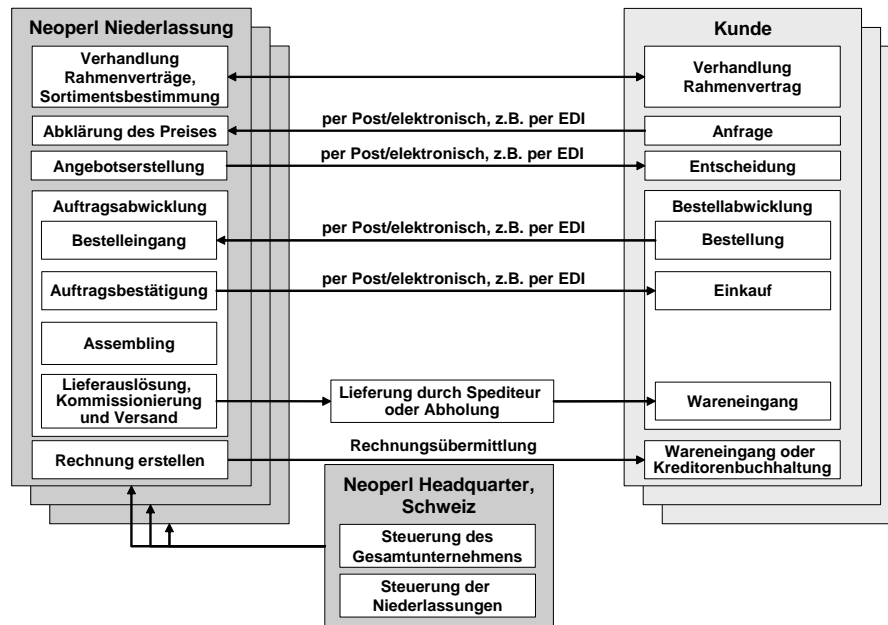 Neoperl Niederlassung
Verhandlung
Rahmenverträge,
Sortimentsbestimmung
Abklärung des Preises
Angebotserstellung
Auftragsabwicklung
Bestelleingang
Auftragsbestätigung
Assembling
Lieferauslösung,
Kommissionierung
und Versand
Rechnung erstellen
per Post/elektronisch, z.B. per EDI
per Post/elektronisch, z.B. per EDI
per Post/elektronisch, z.B. per EDI
per Post/elektronisch, z.B. per EDI
Lieferung durch Spediteur
oder Abholung
Rechnungsübermittlung
Kunde
Verhandlung
Rahmenvertrag
Anfrage
Entscheidung
Bestellabwicklung
Bestellung
Einkauf
Wareneingang
Wareneingang oder
Kreditorenbuchhaltung
Neoperl Headquarter,
Schweiz
Steuerung des
Gesamtunternehmens
Steuerung der
Niederlassungen